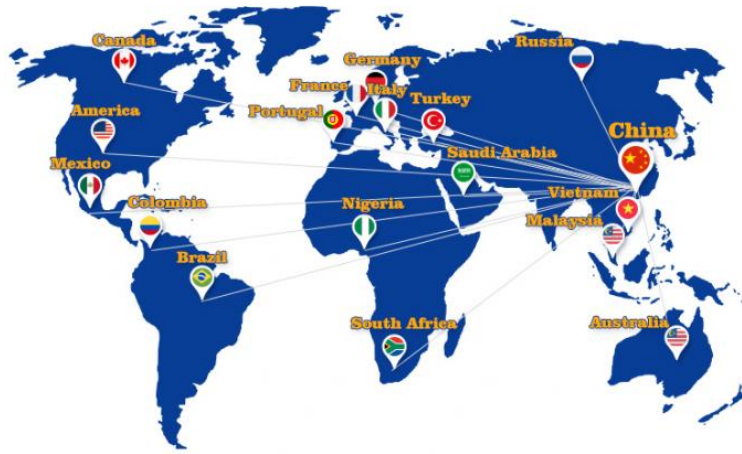 Canada
Russia
Germany
France
Italy
Turkey
Portugal
America
China
Saudi Arabia
Mexico
Vietnam
Colombia
Nigeria
Malaysia
Brazil
South Africa
Australia